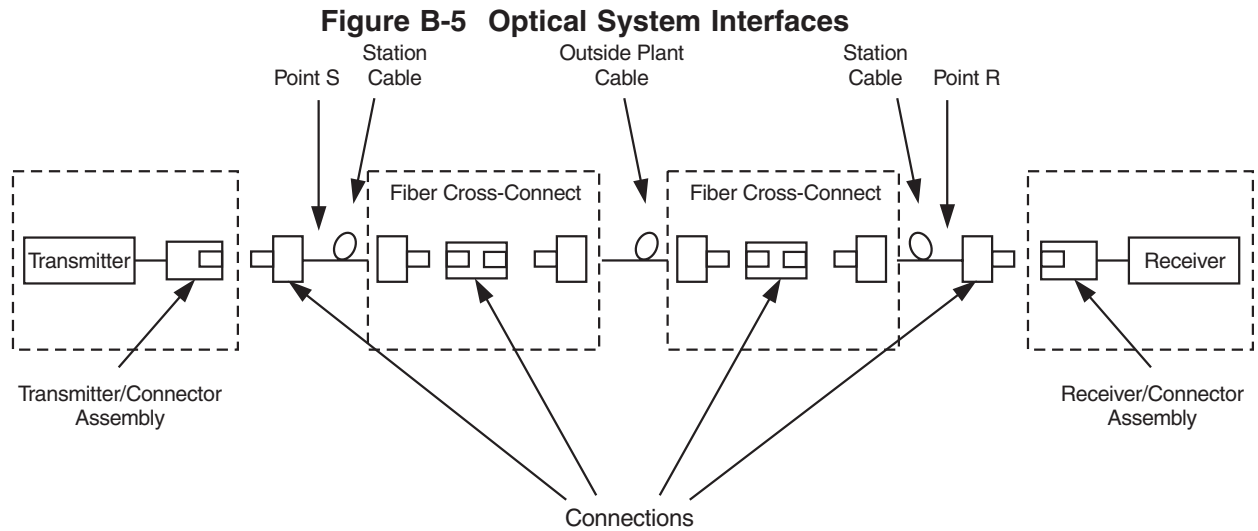 Figure B-5 Optical System Interfaces
Point S
Station
Cable
Outside Plant
Cable
Station
Cable
Point R
Fiber Cross-Connect
Fiber Cross-Connect
Transmitter
Receiver
Transmitter/Connector
Assembly
Receiver/Connector
Assembly
Connections